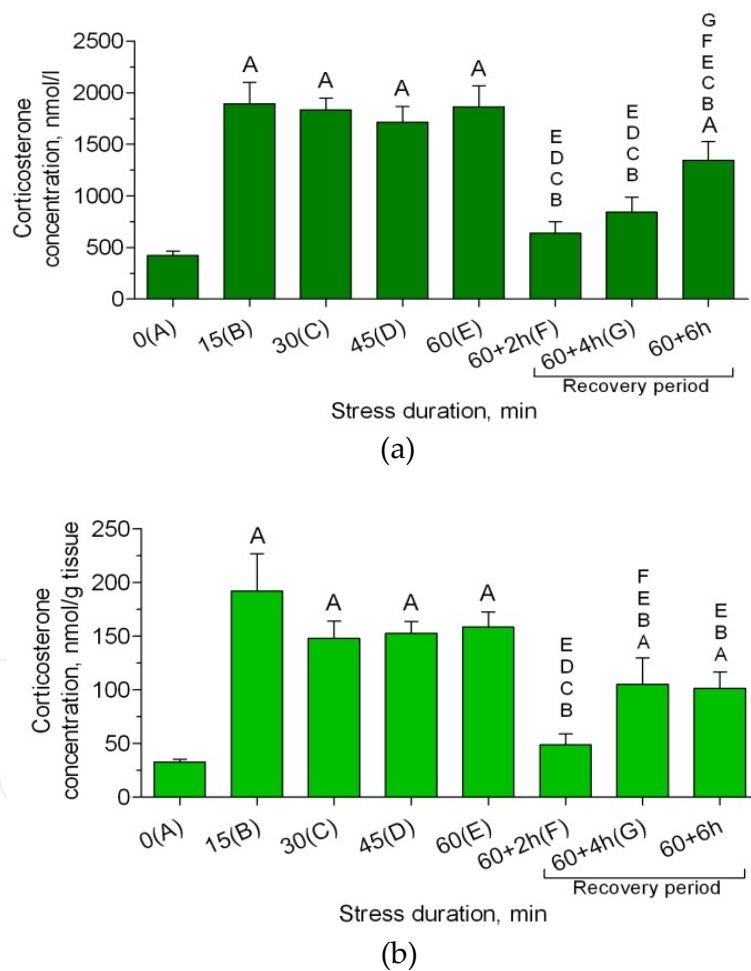 Corticosterone
concentration, nmol/l
2500
2000
1500
1000
500
0
A
A
A
A
E
D
C
B
E
D
C
B
G
F
E
C
B
A
0(A)
15(B)
30(C)
45(D)
60(E)
60+2h(F)
60+4h(G)
60+6h
Recovery period
Stress duration, min
(a)
Corticosterone
concentration, nmol/g tissue
250
200
150
100
50
0
A
A
A
A
E
D
C
B
F
E
B
A
E
B
A
0(A)
15(B)
30(C)
45(D)
60(E)
60+2h(F)
60+4h(G)
60+6h
Recovery period
Stress duration, min
(b)